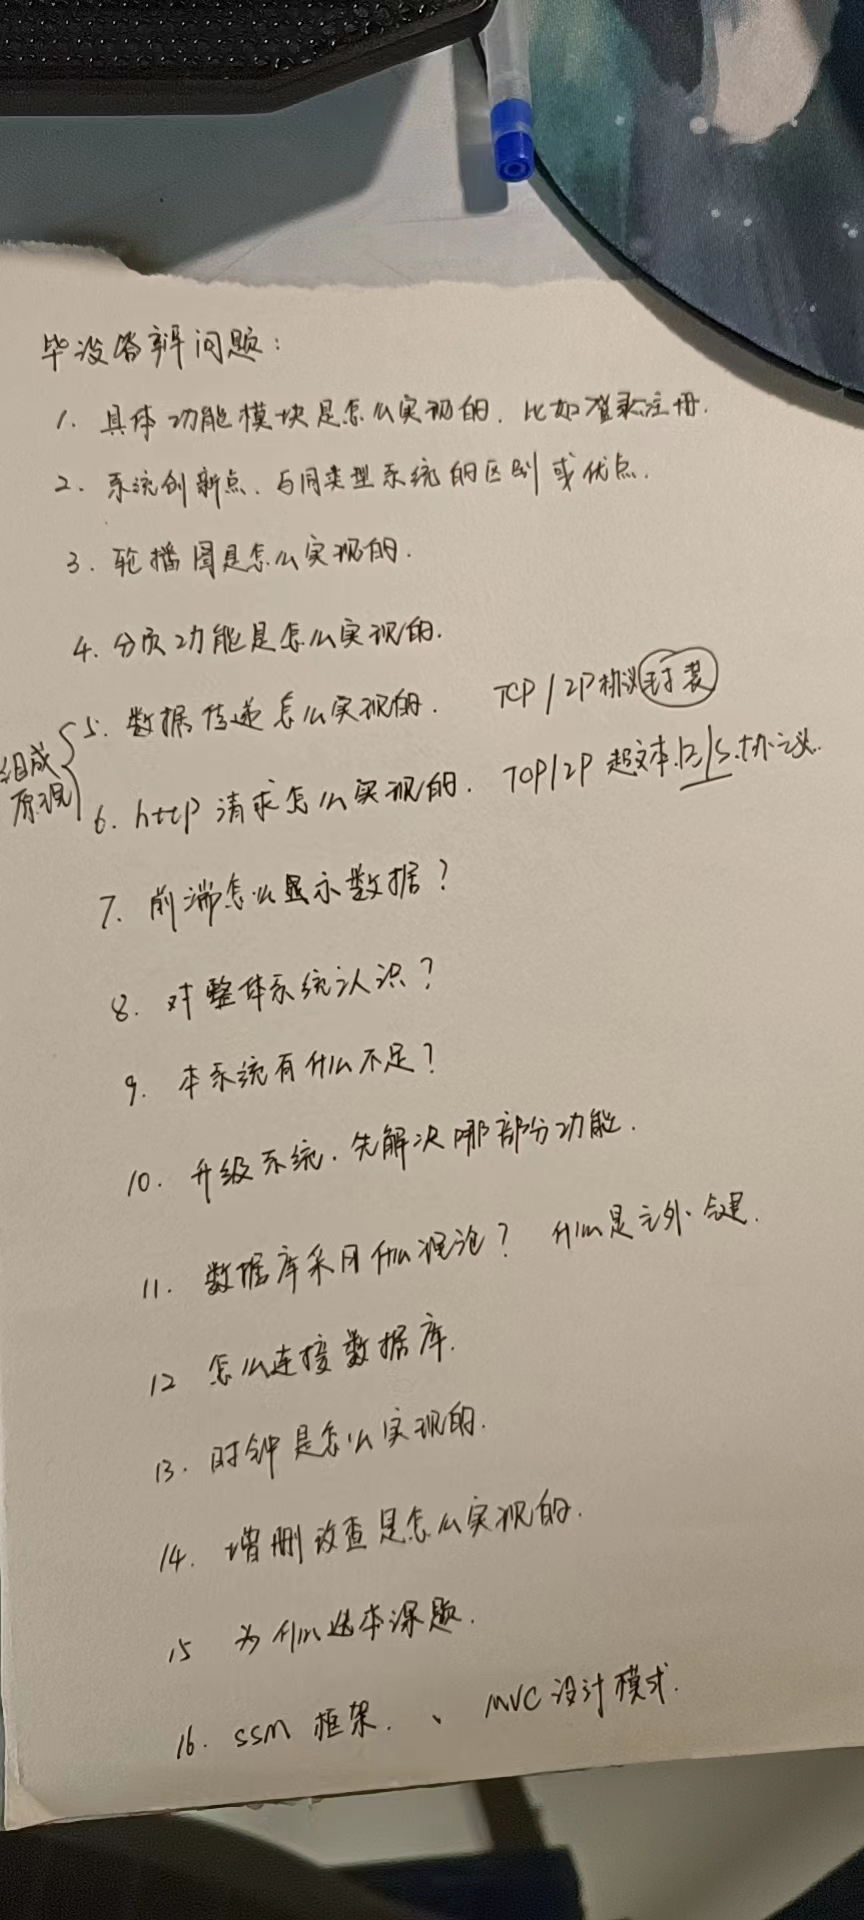 毕设答辩问题：
1. 具体功能模块是怎么实现的. 比如登录注册.
2. 系统创新点. 与同类型系统的区别或优点.
3. 轮播图是怎么实现的.
4. 分页功能是怎么实现的.
5. 数据传递怎么实现的. TCP/IP协议封装
组成原理
6. http请求怎么实现的. TCP/IP 超文本.B/S.协议.
7. 前端怎么显示数据？
8. 对整体系统认识？
9. 本系统有什么不足？
10. 升级系统. 先解决哪部分功能.
11. 数据库采用什么理论？ 什么是主外键.
12 怎么连接数据库.
13. 时钟是怎么实现的.
14. 增删改查是怎么实现的.
15 为什么选本课题.
16. SSM 框架. 、 MVC设计模式.